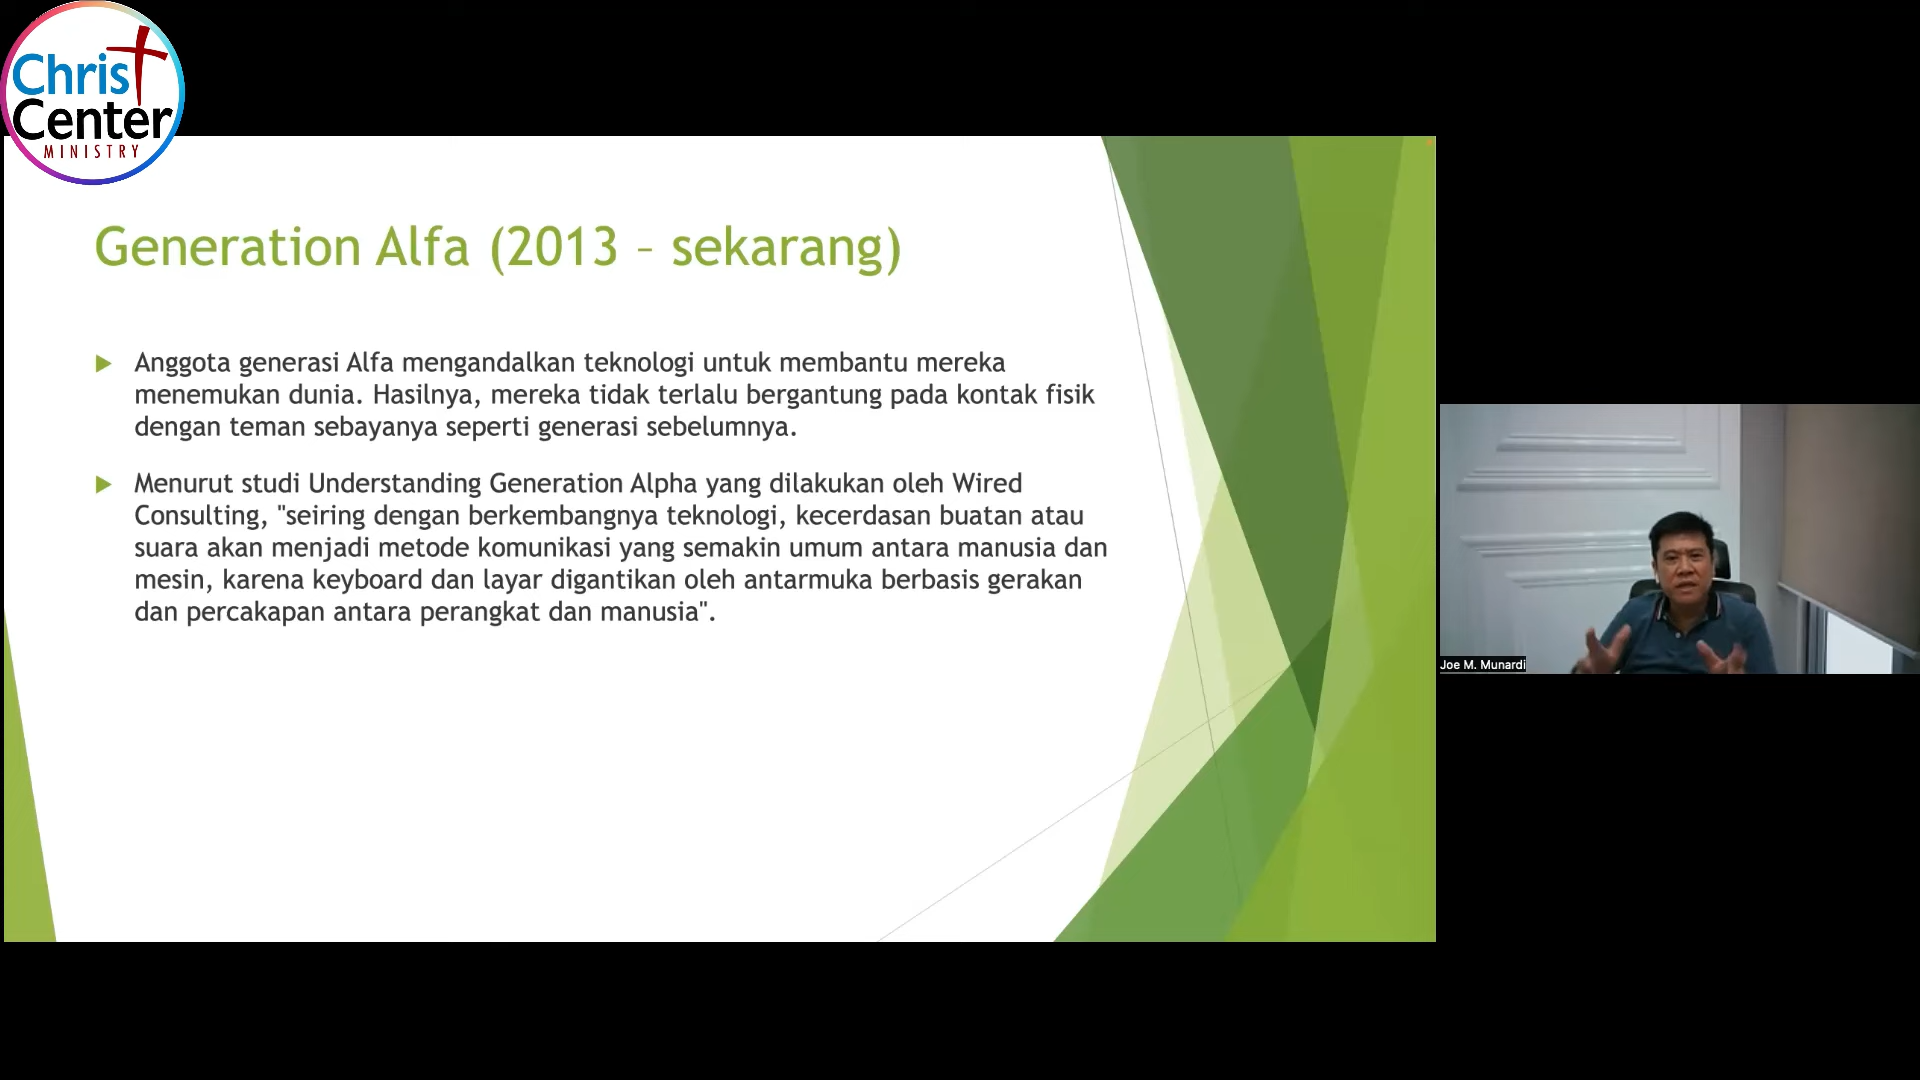 Christ
Center
MINISTRY
Generation Alfa (2013 – sekarang)
Anggota generasi Alfa mengandalkan teknologi untuk membantu mereka
menemukan dunia. Hasilnya, mereka tidak terlalu bergantung pada kontak fisik
dengan teman sebayanya seperti generasi sebelumnya.
Menurut studi Understanding Generation Alpha yang dilakukan oleh Wired
Consulting, "seiring dengan berkembangnya teknologi, kecerdasan buatan atau
suara akan menjadi metode komunikasi yang semakin umum antara manusia dan
mesin, karena keyboard dan layar digantikan oleh antarmuka berbasis gerakan
dan percakapan antara perangkat dan manusia".
Joe M. Munardi